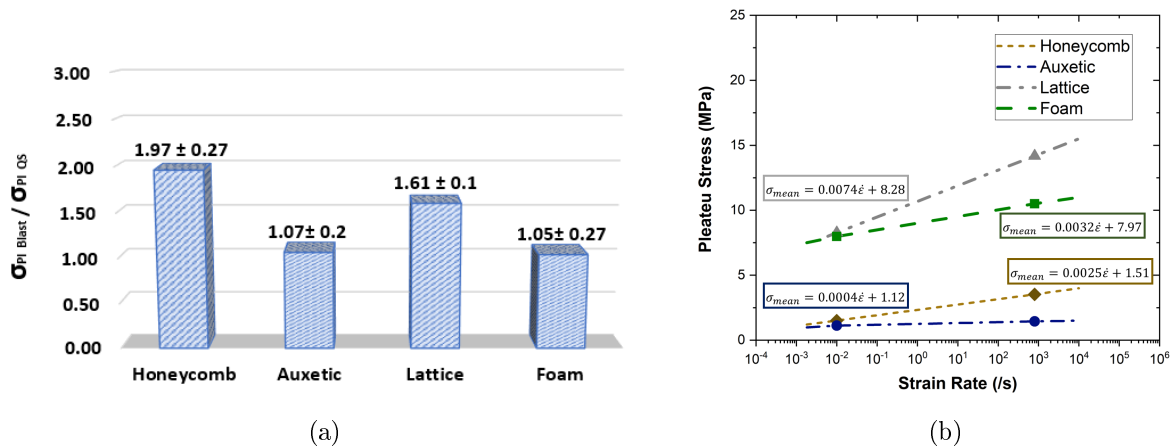 σPl Blast / σPl QS
3.00
2.50
2.00
1.50
1.00
0.50
0.00
1.97 ± 0.27
1.07± 0.2
1.61 ± 0.1
1.05± 0.27
Honeycomb
Auxetic
Lattice
Foam
(a)
Pleateu Stress (MPa)
25
20
15
10
5
0
Honeycomb
Auxetic
Lattice
Foam
σ_mean = 0.0074ε̇ + 8.28
σ_mean = 0.0032ε̇ + 7.97
σ_mean = 0.0025ε̇ + 1.51
σ_mean = 0.0004ε̇ + 1.12
10⁻⁴ 10⁻³ 10⁻² 10⁻¹ 10⁰ 10¹ 10² 10³ 10⁴ 10⁵ 10⁶
Strain Rate (/s)
(b)